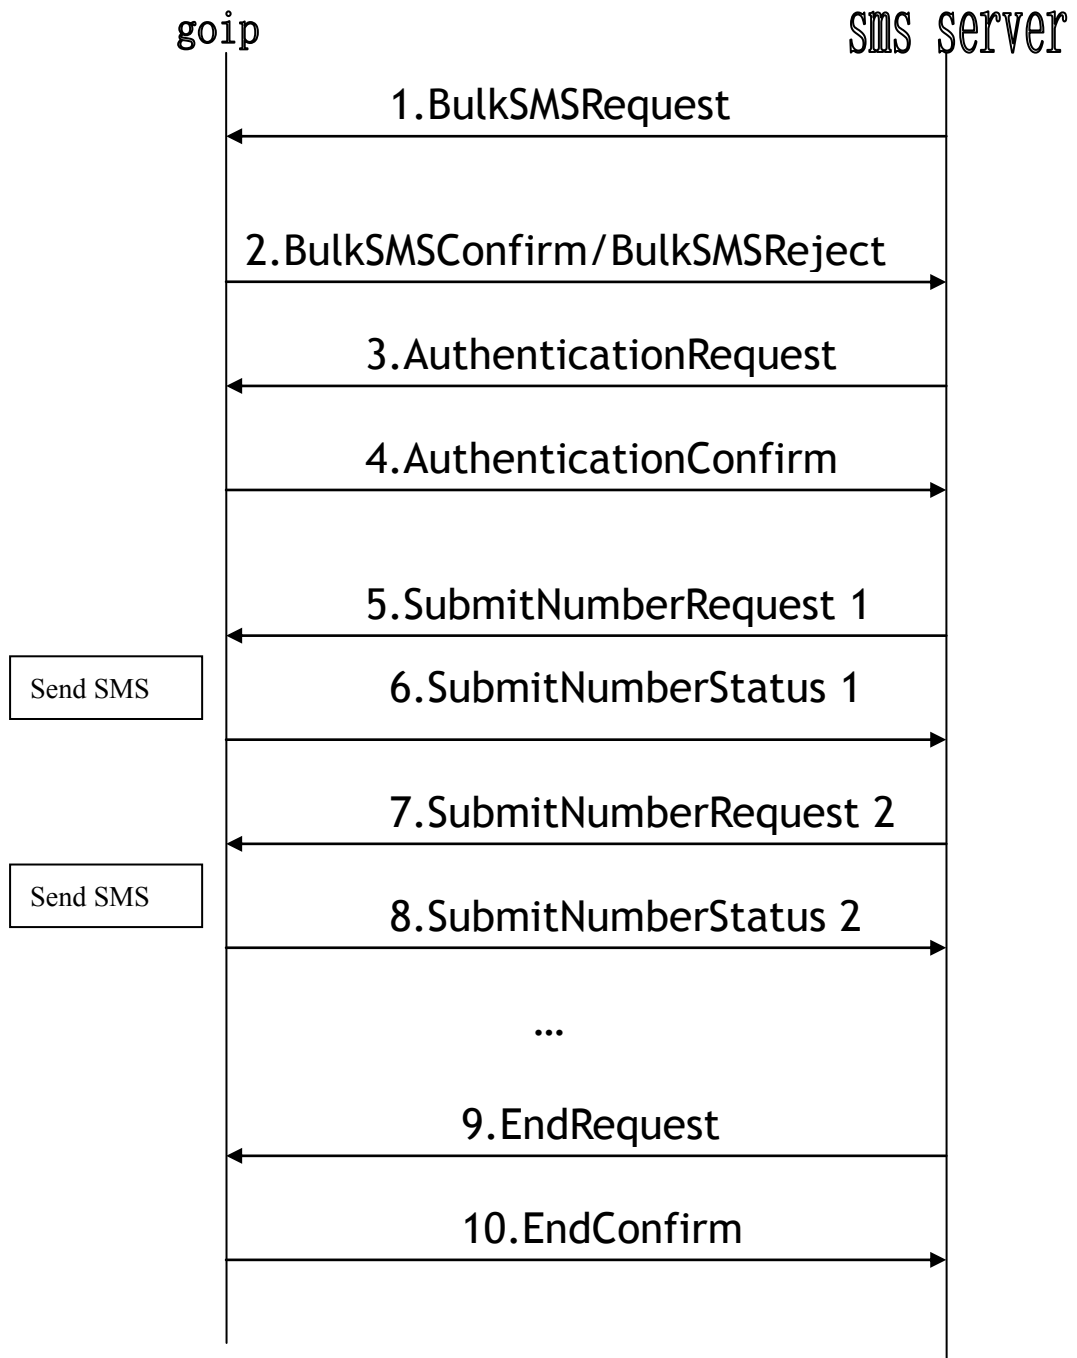 goip
sms server
1.BulkSMSRequest
2.BulkSMSConfirm/BulkSMSReject
3.AuthenticationRequest
4.AuthenticationConfirm
5.SubmitNumberRequest 1
Send SMS
6.SubmitNumberStatus 1
7.SubmitNumberRequest 2
Send SMS
8.SubmitNumberStatus 2
…
9.EndRequest
10.EndConfirm